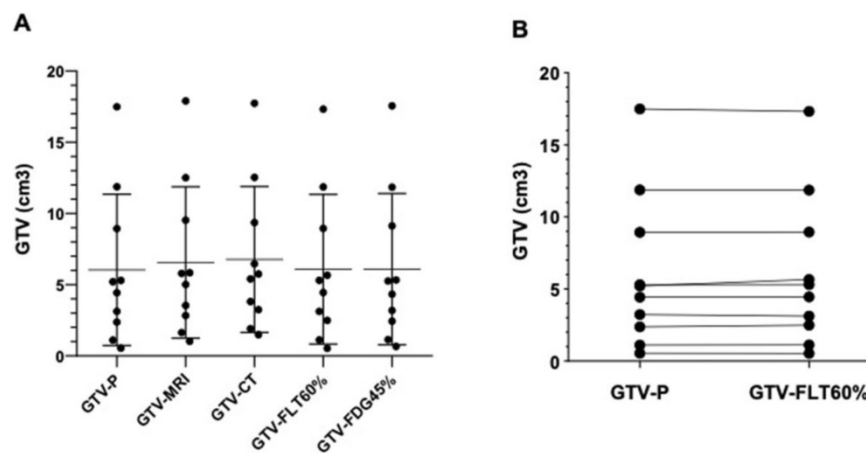 A
GTV (cm3)
20
15
10
5
0
GTV-P
GTV-MRI
GTV-CT
GTV-FLT60%
GTV-FDG45%
B
GTV (cm3)
20
15
10
5
0
GTV-P
GTV-FLT60%